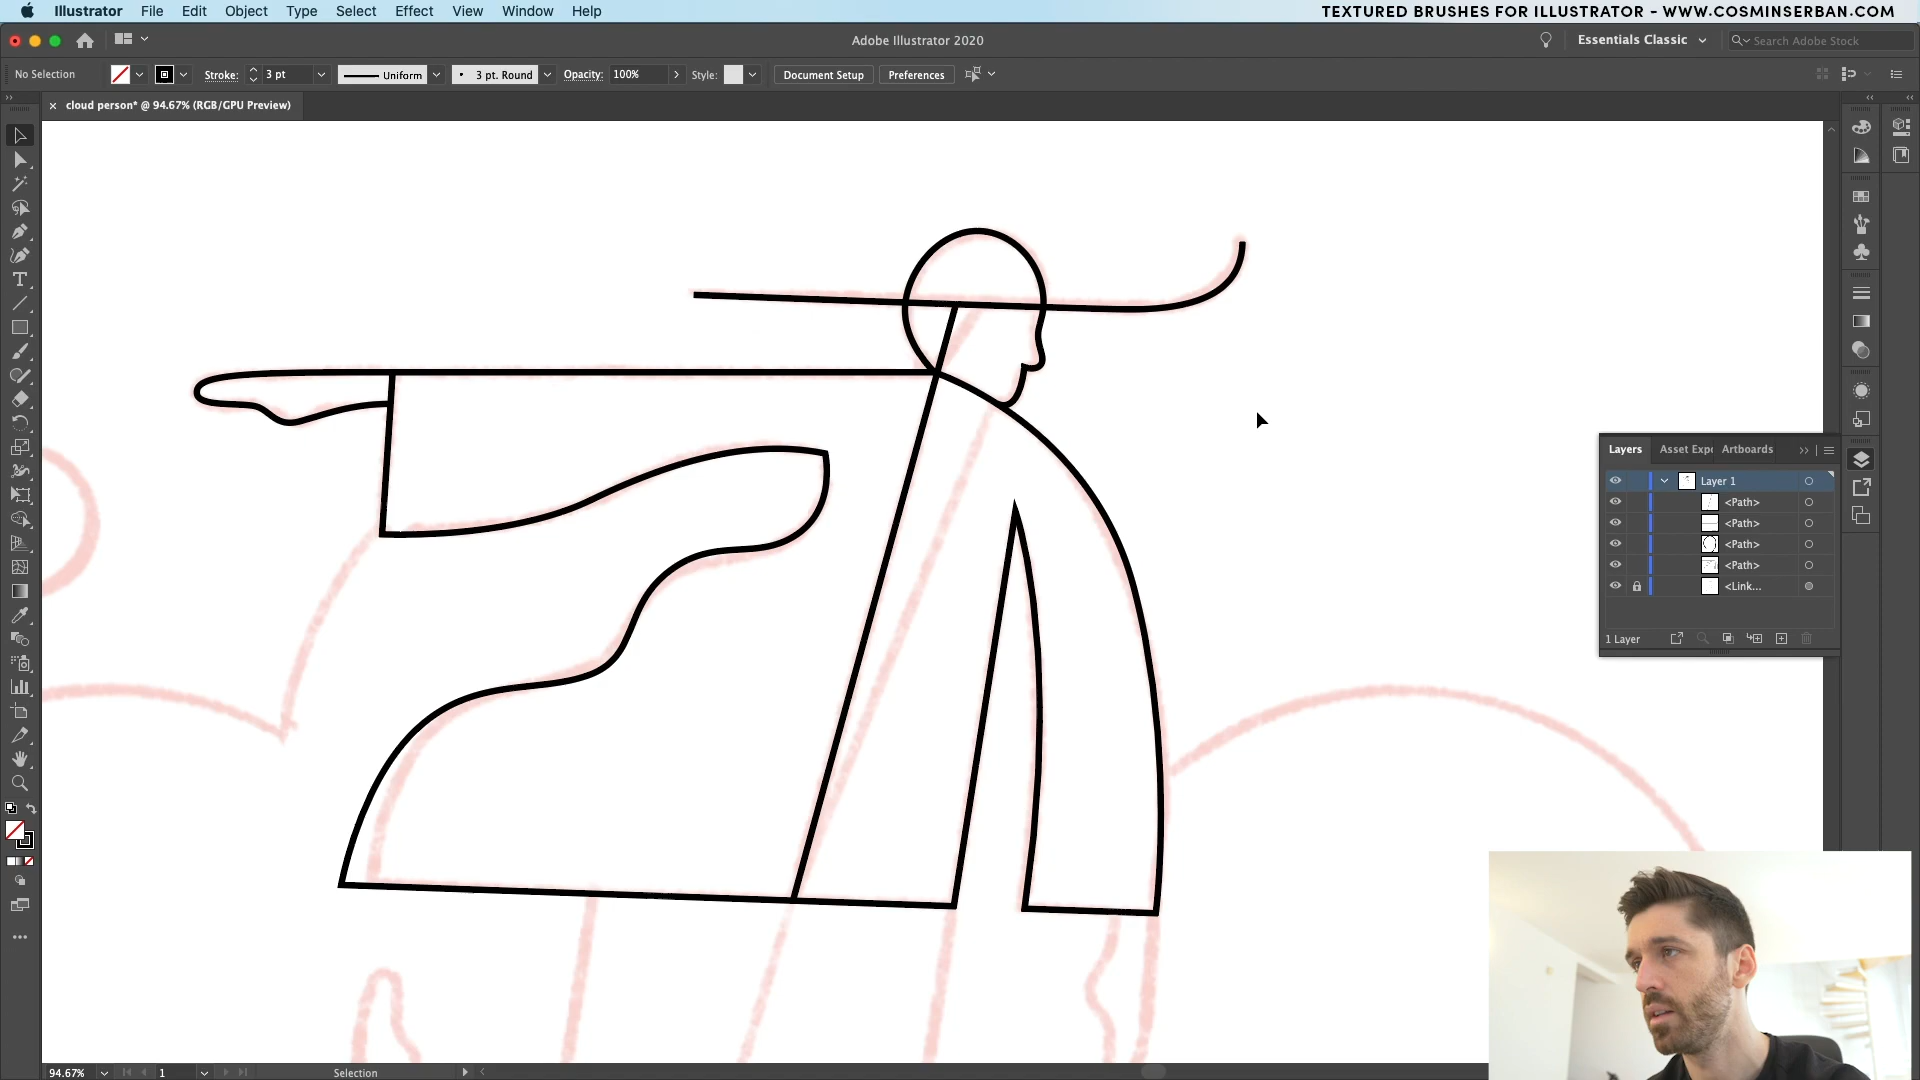 Illustrator File Edit Object Type Select Effect View Window Help
TEXTURED BRUSHES FOR ILLUSTRATOR - WWW.COSMINSERBAN.COM
Adobe Illustrator 2020
Essentials Classic
Search Adobe Stock
No Selection
Stroke: 3 pt
Uniform
3 pt. Round
Opacity: 100%
Style:
Document Setup
Preferences
cloud person* @ 94.67% (RGB/GPU Preview)
Layers Asset Expo Artboards
Layer 1
<Path>
<Path>
<Path>
<Path>
<Link...
1 Layer
94.67% 1 Selection